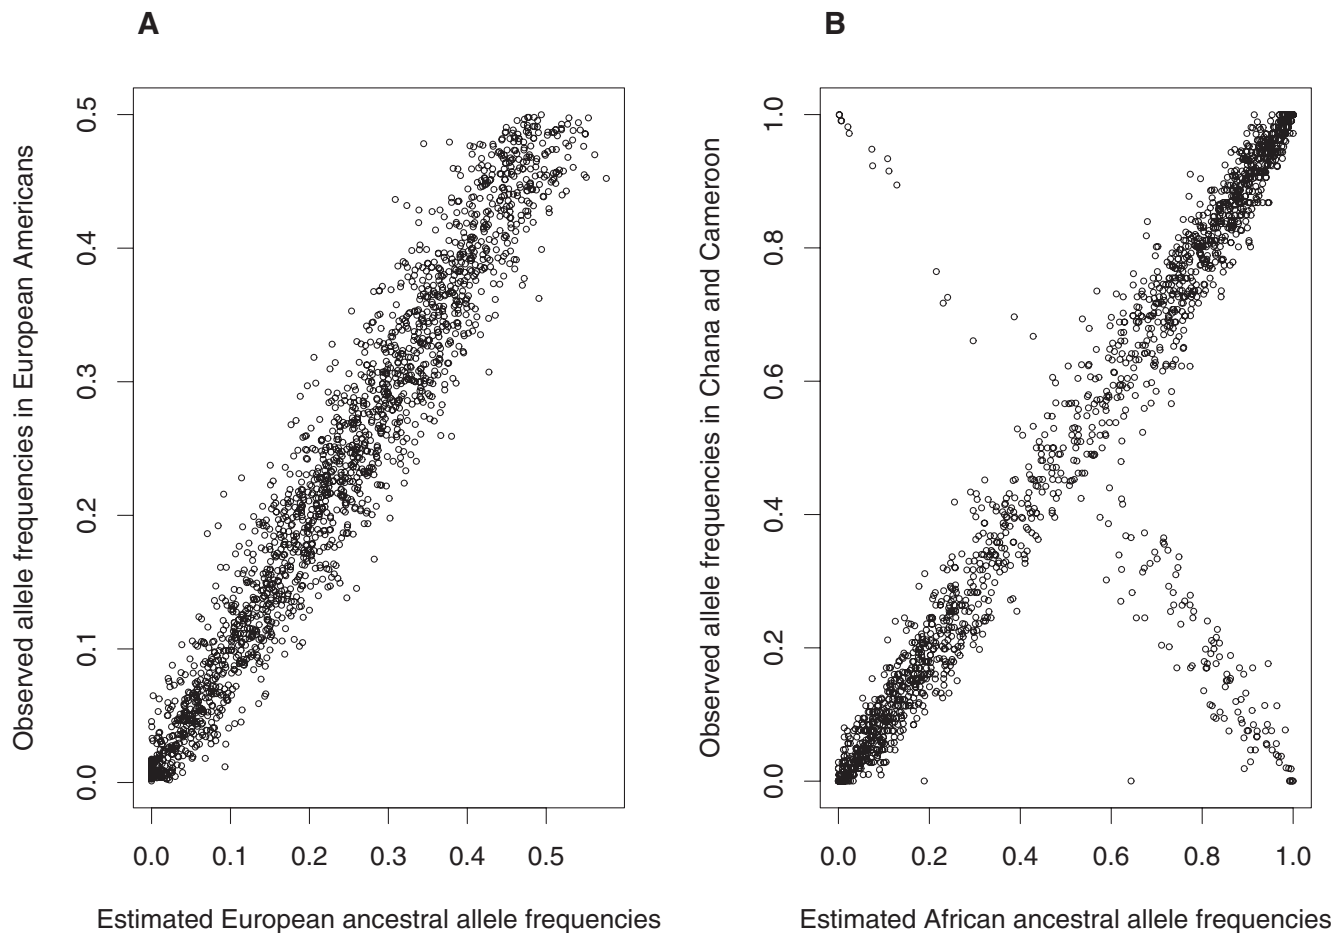 A
B
Observed allele frequencies in European Americans
0.5
0.4
0.3
0.2
0.1
0.0
0.0 0.1 0.2 0.3 0.4 0.5
Estimated European ancestral allele frequencies
Observed allele frequencies in Chana and Cameroon
1.0
0.8
0.6
0.4
0.2
0.0
0.0 0.2 0.4 0.6 0.8 1.0
Estimated African ancestral allele frequencies